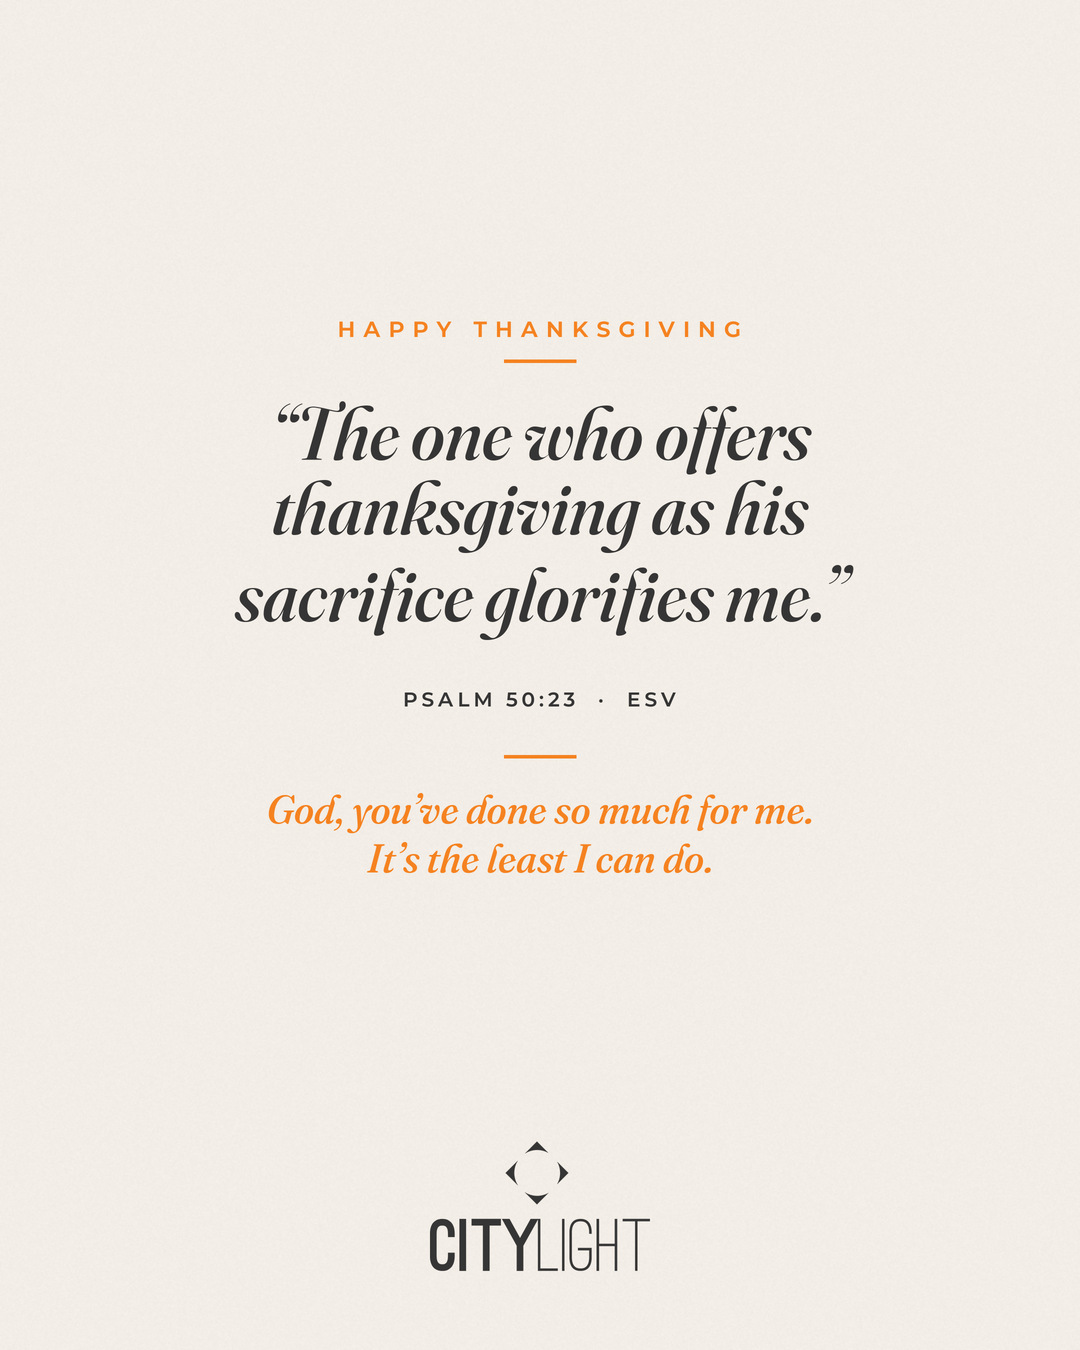 HAPPY THANKSGIVING
“The one who offers
thanksgiving as his
sacrifice glorifies me.”
PSALM 50:23 · ESV
God, you’ve done so much for me.
It’s the least I can do.
CITYLIGHT